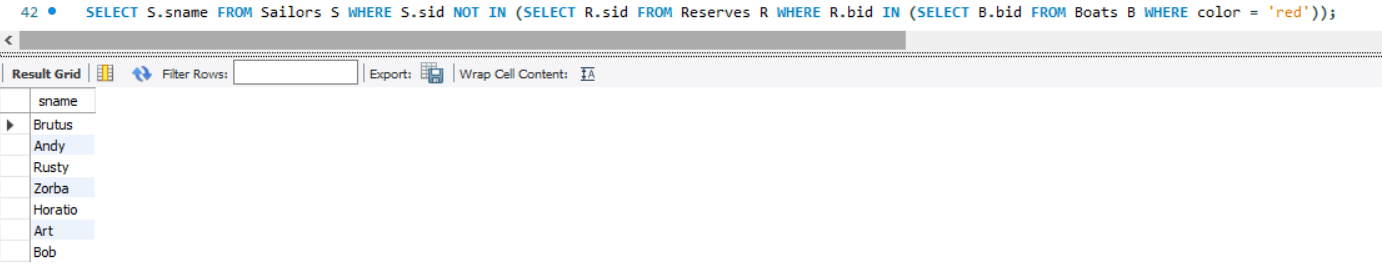 42 SELECT S.sname FROM Sailors S WHERE S.sid NOT IN (SELECT R.sid FROM Reserves R WHERE R.bid IN (SELECT B.bid FROM Boats B WHERE color = 'red'));
Result Grid Filter Rows: Export: Wrap Cell Content: IA
sname
Brutus
Andy
Rusty
Zorba
Horatio
Art
Bob